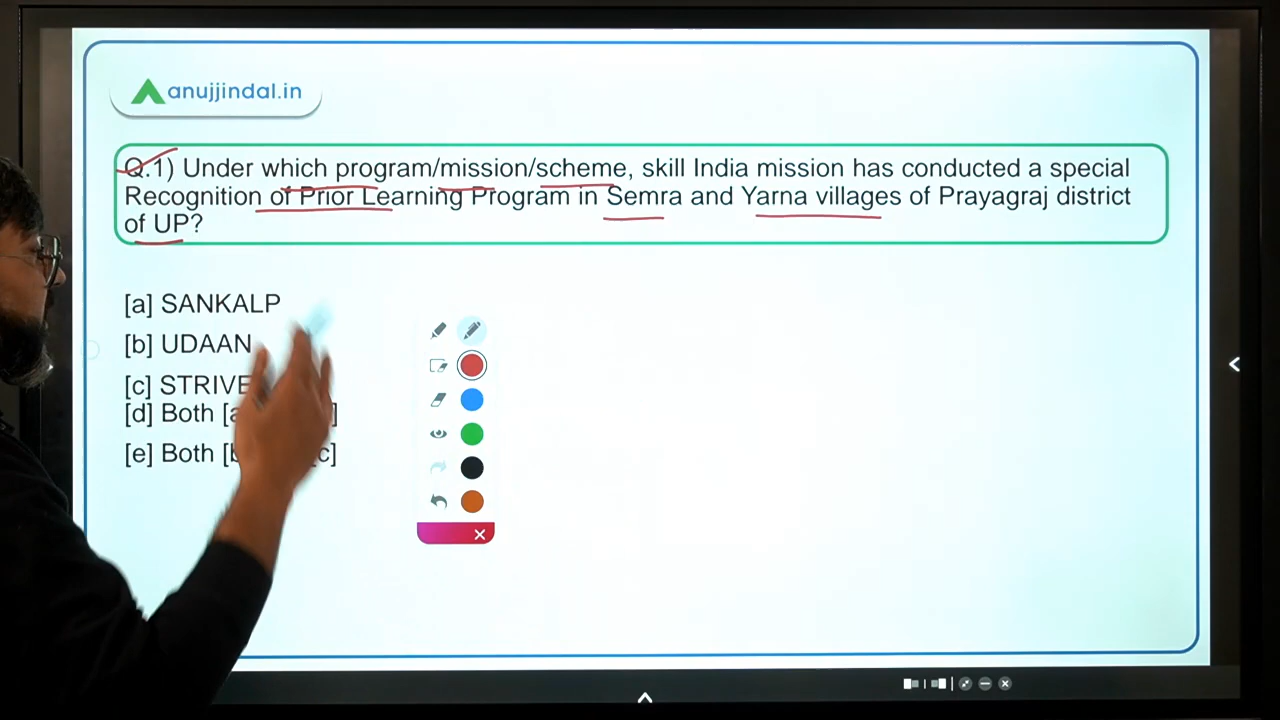 anujjindal.in
Q.1) Under which program/mission/scheme, skill India mission has conducted a special
Recognition of Prior Learning Program in Semra and Yarna villages of Prayagraj district
of UP?
[a] SANKALP
[b] UDAAN
[c] STRIVE
[d] Both [a ]
[e] Both [b c]